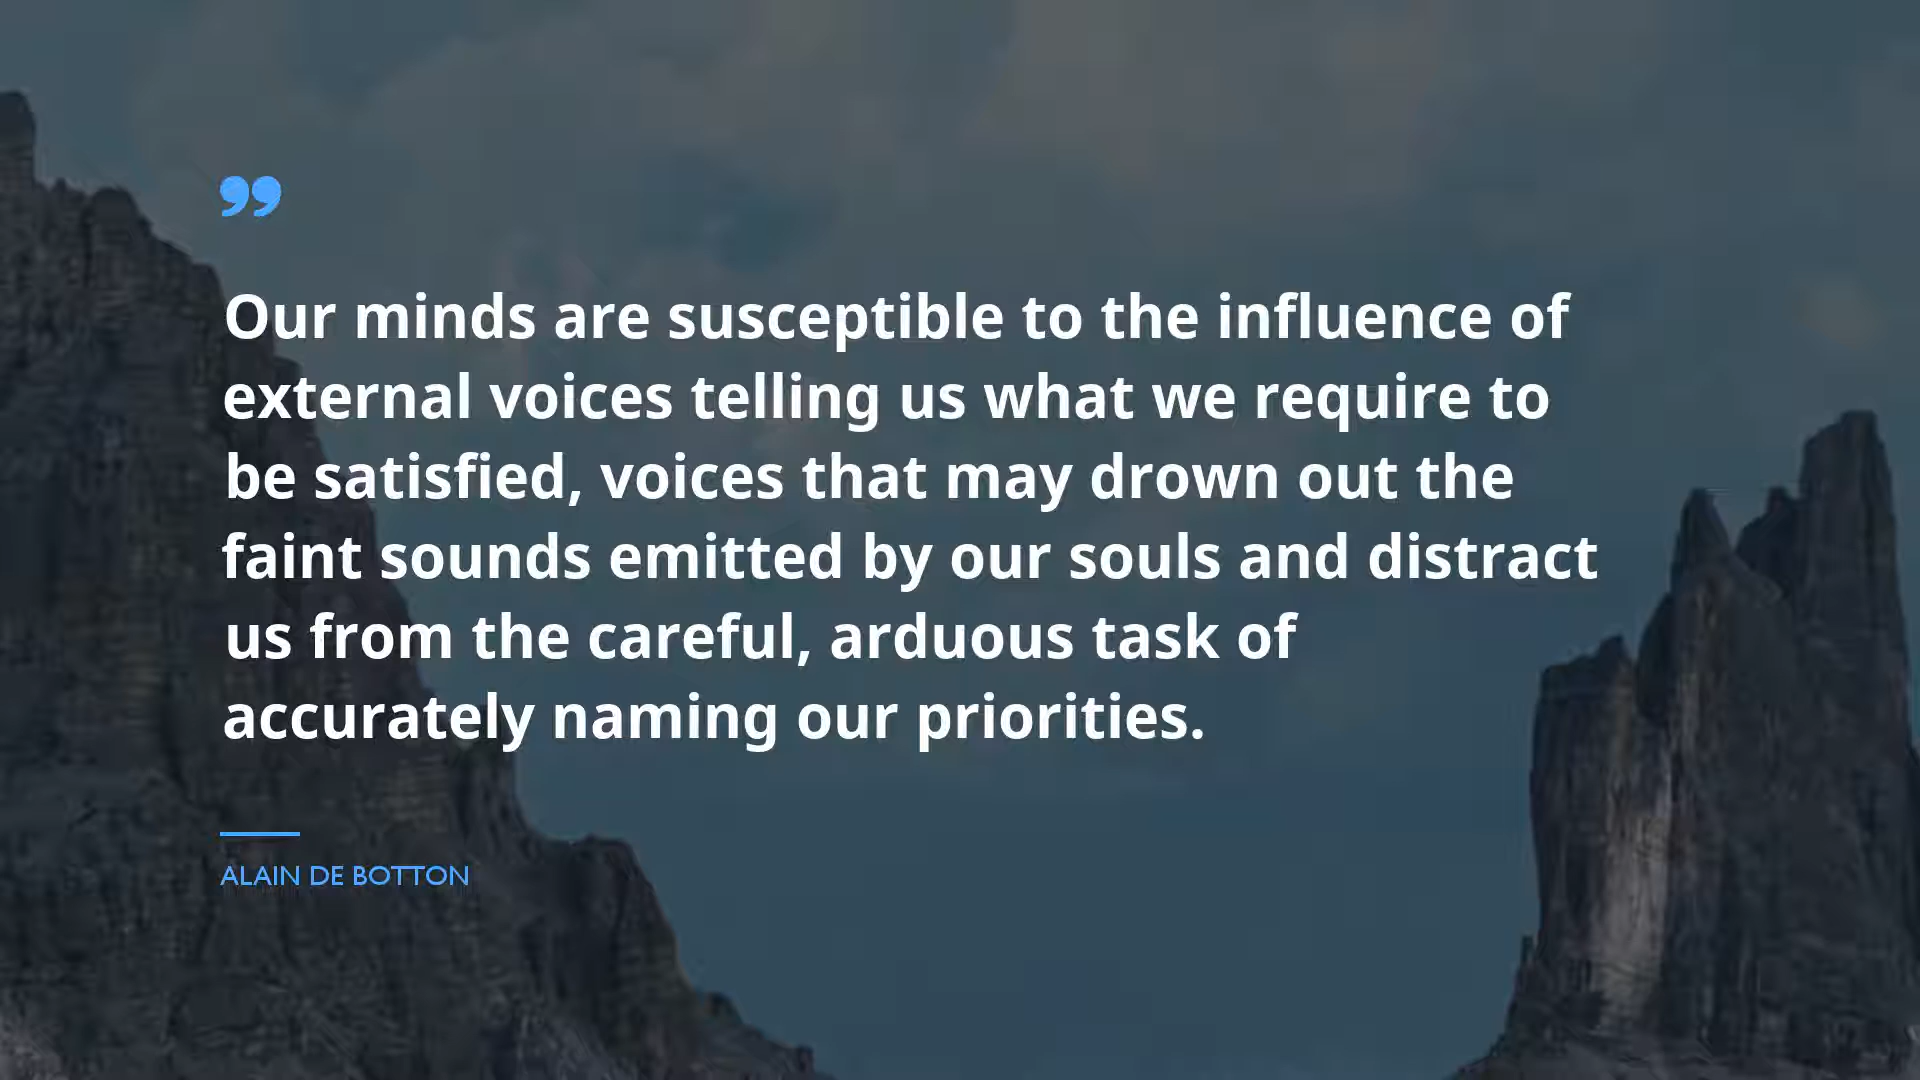 ”
Our minds are susceptible to the influence of
external voices telling us what we require to
be satisfied, voices that may drown out the
faint sounds emitted by our souls and distract
us from the careful, arduous task of
accurately naming our priorities.
ALAIN DE BOTTON